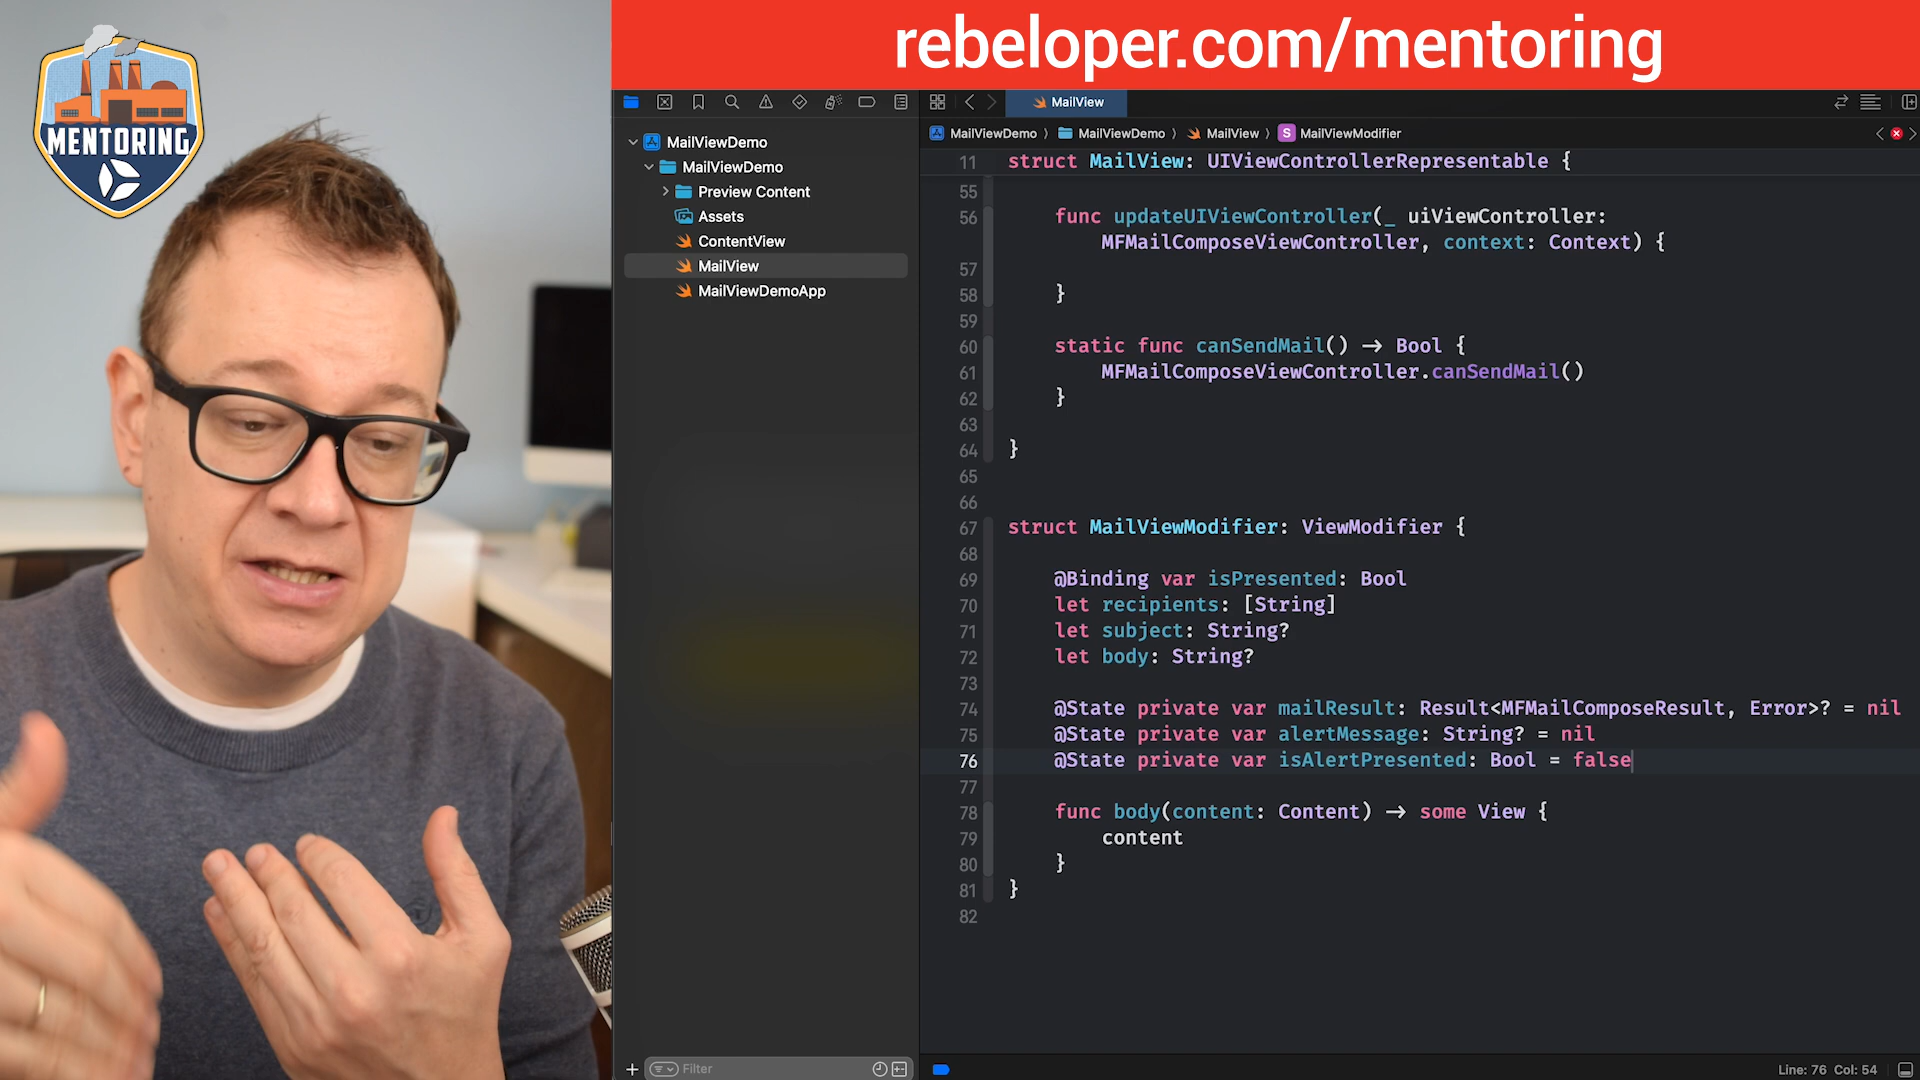 MENTORING
rebeloper.com/mentoring
MailView
MailViewDemo
MailViewDemo
MailView
S MailViewModifier
MailViewDemo
MailViewDemo
Preview Content
Assets
ContentView
MailView
MailViewDemoApp
11 struct MailView: UIViewControllerRepresentable {
55
56 func updateUIViewController(_ uiViewController:
MFMailComposeViewController, context: Context) {
57
58 }
59
60 static func canSendMail() -> Bool {
61 MFMailComposeViewController.canSendMail()
62 }
63
64 }
65
66
67 struct MailViewModifier: ViewModifier {
68
69 @Binding var isPresented: Bool
70 let recipients: [String]
71 let subject: String?
72 let body: String?
73
74 @State private var mailResult: Result<MFMailComposeResult, Error>? = nil
75 @State private var alertMessage: String? = nil
76 @State private var isAlertPresented: Bool = false
77
78 func body(content: Content) -> some View {
79 content
80 }
81 }
82
Filter
Line: 76 Col: 54